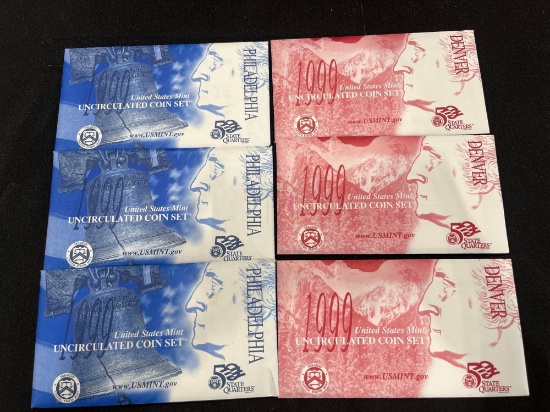 1999
United States Mint
UNCIRCULATED COIN SET
www.USMINT.gov
50
STATE
QUARTERS
PHILADELPHIA
1999
United States Mint
UNCIRCULATED COIN SET
www.USMINT.gov
50
STATE
QUARTERS
DENVER
1999
United States Mint
UNCIRCULATED COIN SET
www.USMINT.gov
50
STATE
QUARTERS
PHILADELPHIA
1999
United States Mint
UNCIRCULATED COIN SET
www.USMINT.gov
50
STATE
QUARTERS
DENVER
1999
United States Mint
UNCIRCULATED COIN SET
www.USMINT.gov
50
STATE
QUARTERS
PHILADELPHIA
1999
United States Mint
UNCIRCULATED COIN SET
www.USMINT.gov
50
STATE
QUARTERS
DENVER